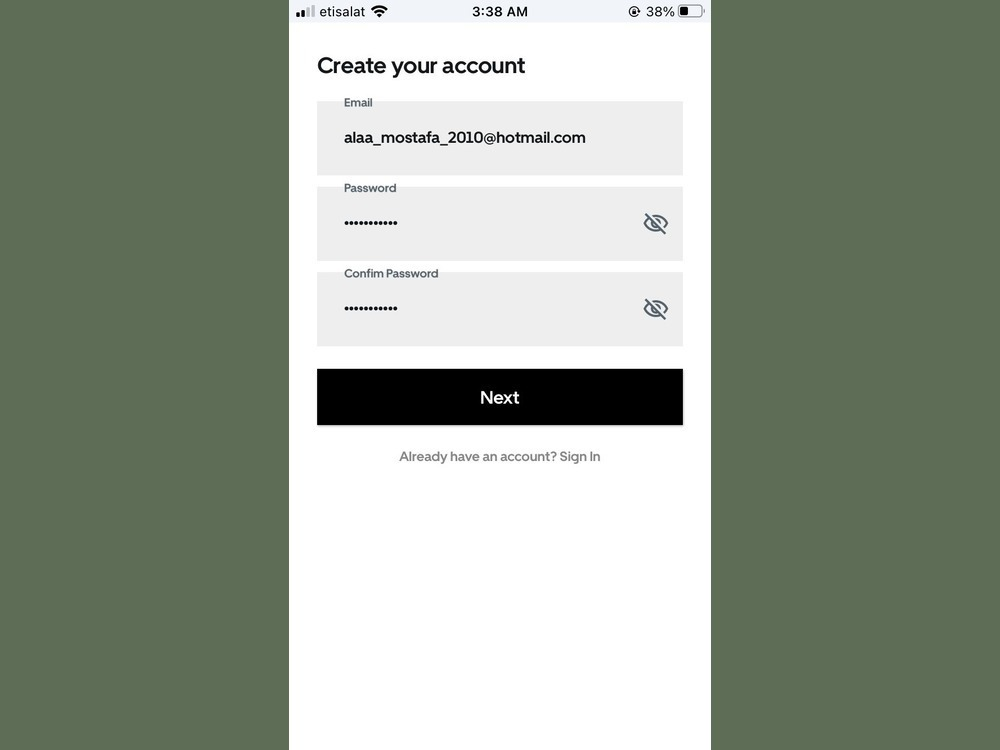 etisalat 3:38 AM 38%
Create your account
Email
alaa_mostafa_2010@hotmail.com
Password
•••••••••••
Confim Password
•••••••••••
Next
Already have an account? Sign In